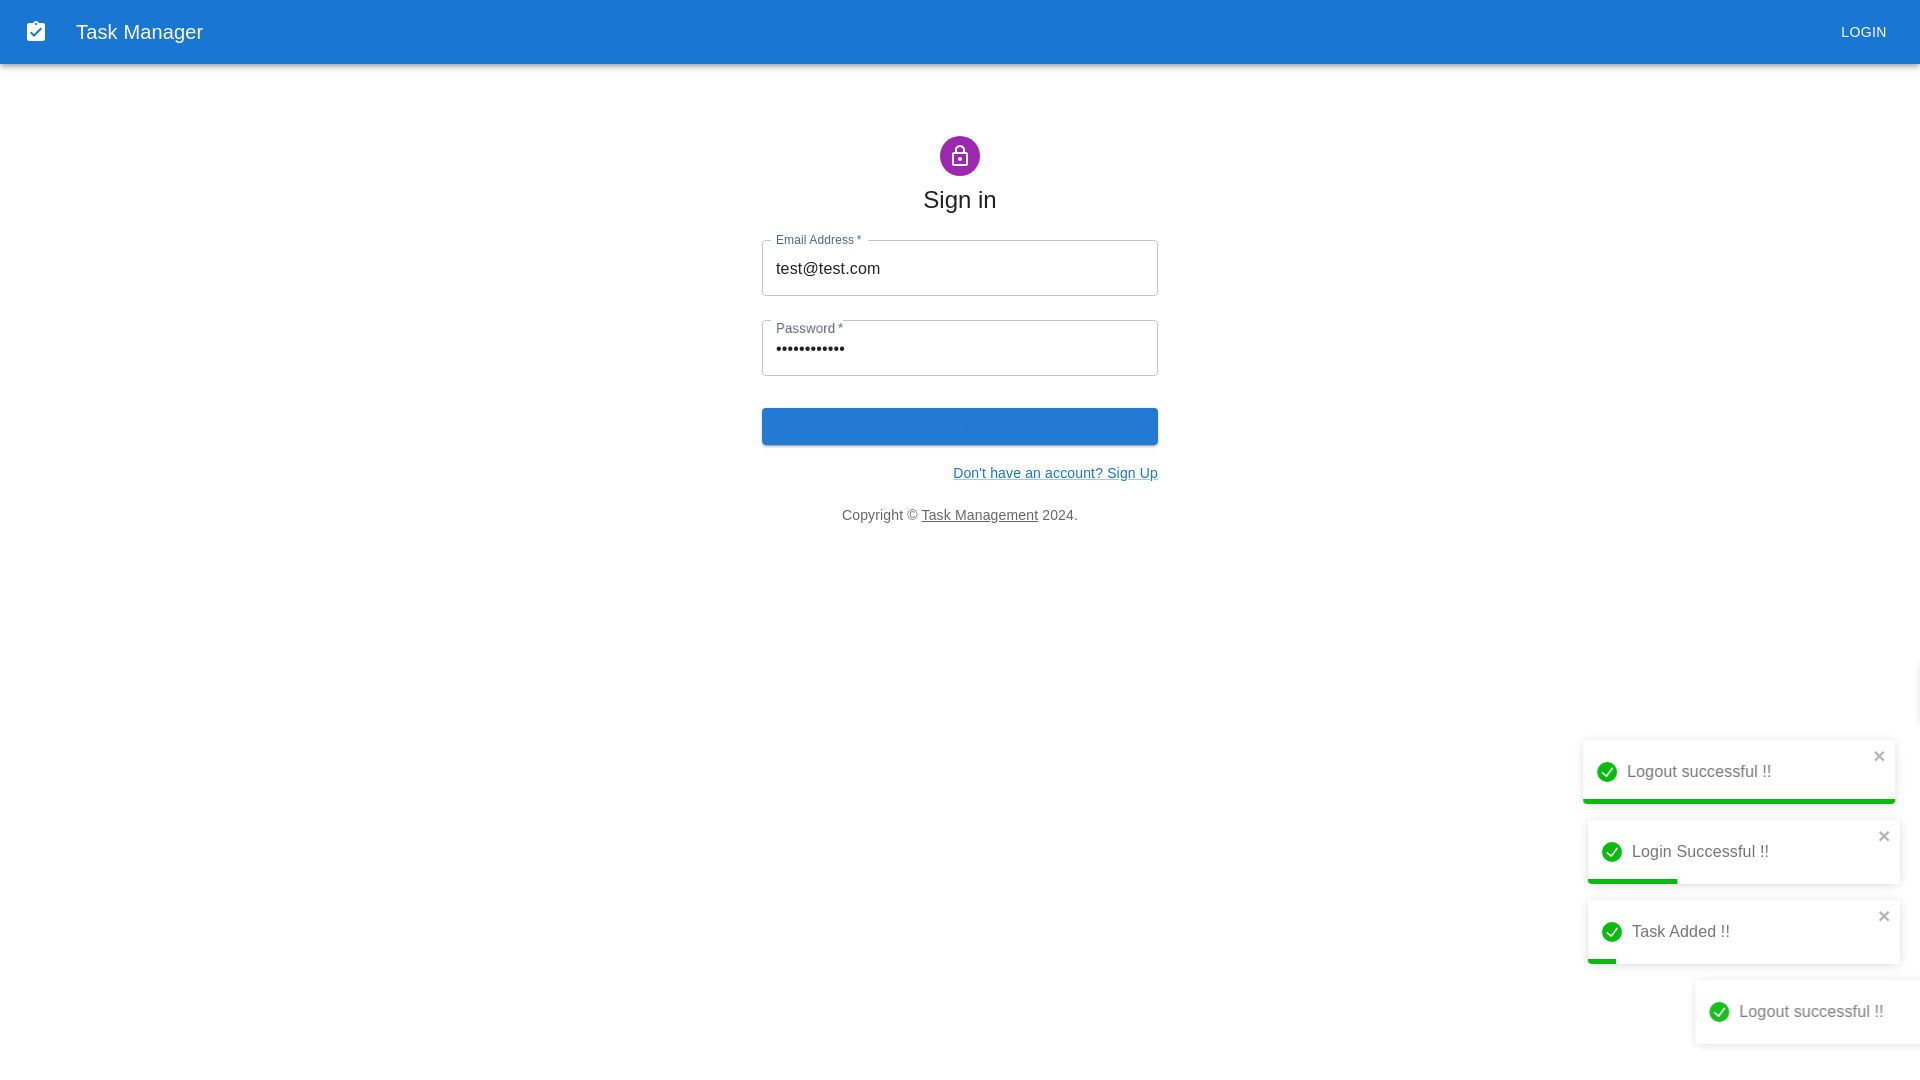 Task Manager
LOGIN
Sign in
Email Address *
test@test.com
Password *
••••••••••••
Don't have an account? Sign Up
Copyright © Task Management 2024.
Logout successful !!
Login Successful !!
Task Added !!
Logout successful !!